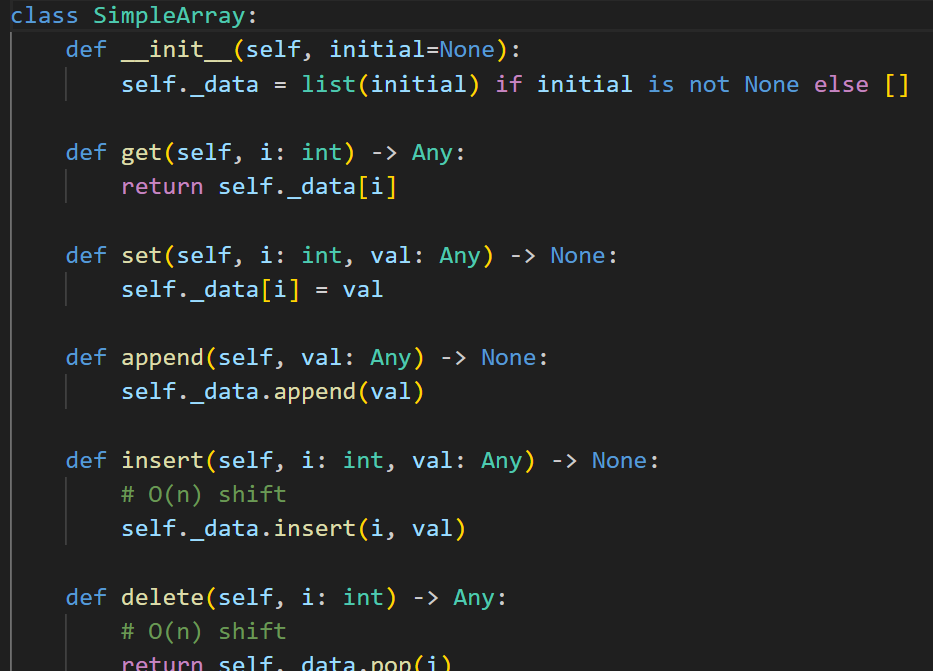 class SimpleArray:
    def __init__(self, initial=None):
        self._data = list(initial) if initial is not None else []

    def get(self, i: int) -> Any:
        return self._data[i]

    def set(self, i: int, val: Any) -> None:
        self._data[i] = val

    def append(self, val: Any) -> None:
        self._data.append(val)

    def insert(self, i: int, val: Any) -> None:
        # O(n) shift
        self._data.insert(i, val)

    def delete(self, i: int) -> Any:
        # O(n) shift
        return self._data.pop(i)